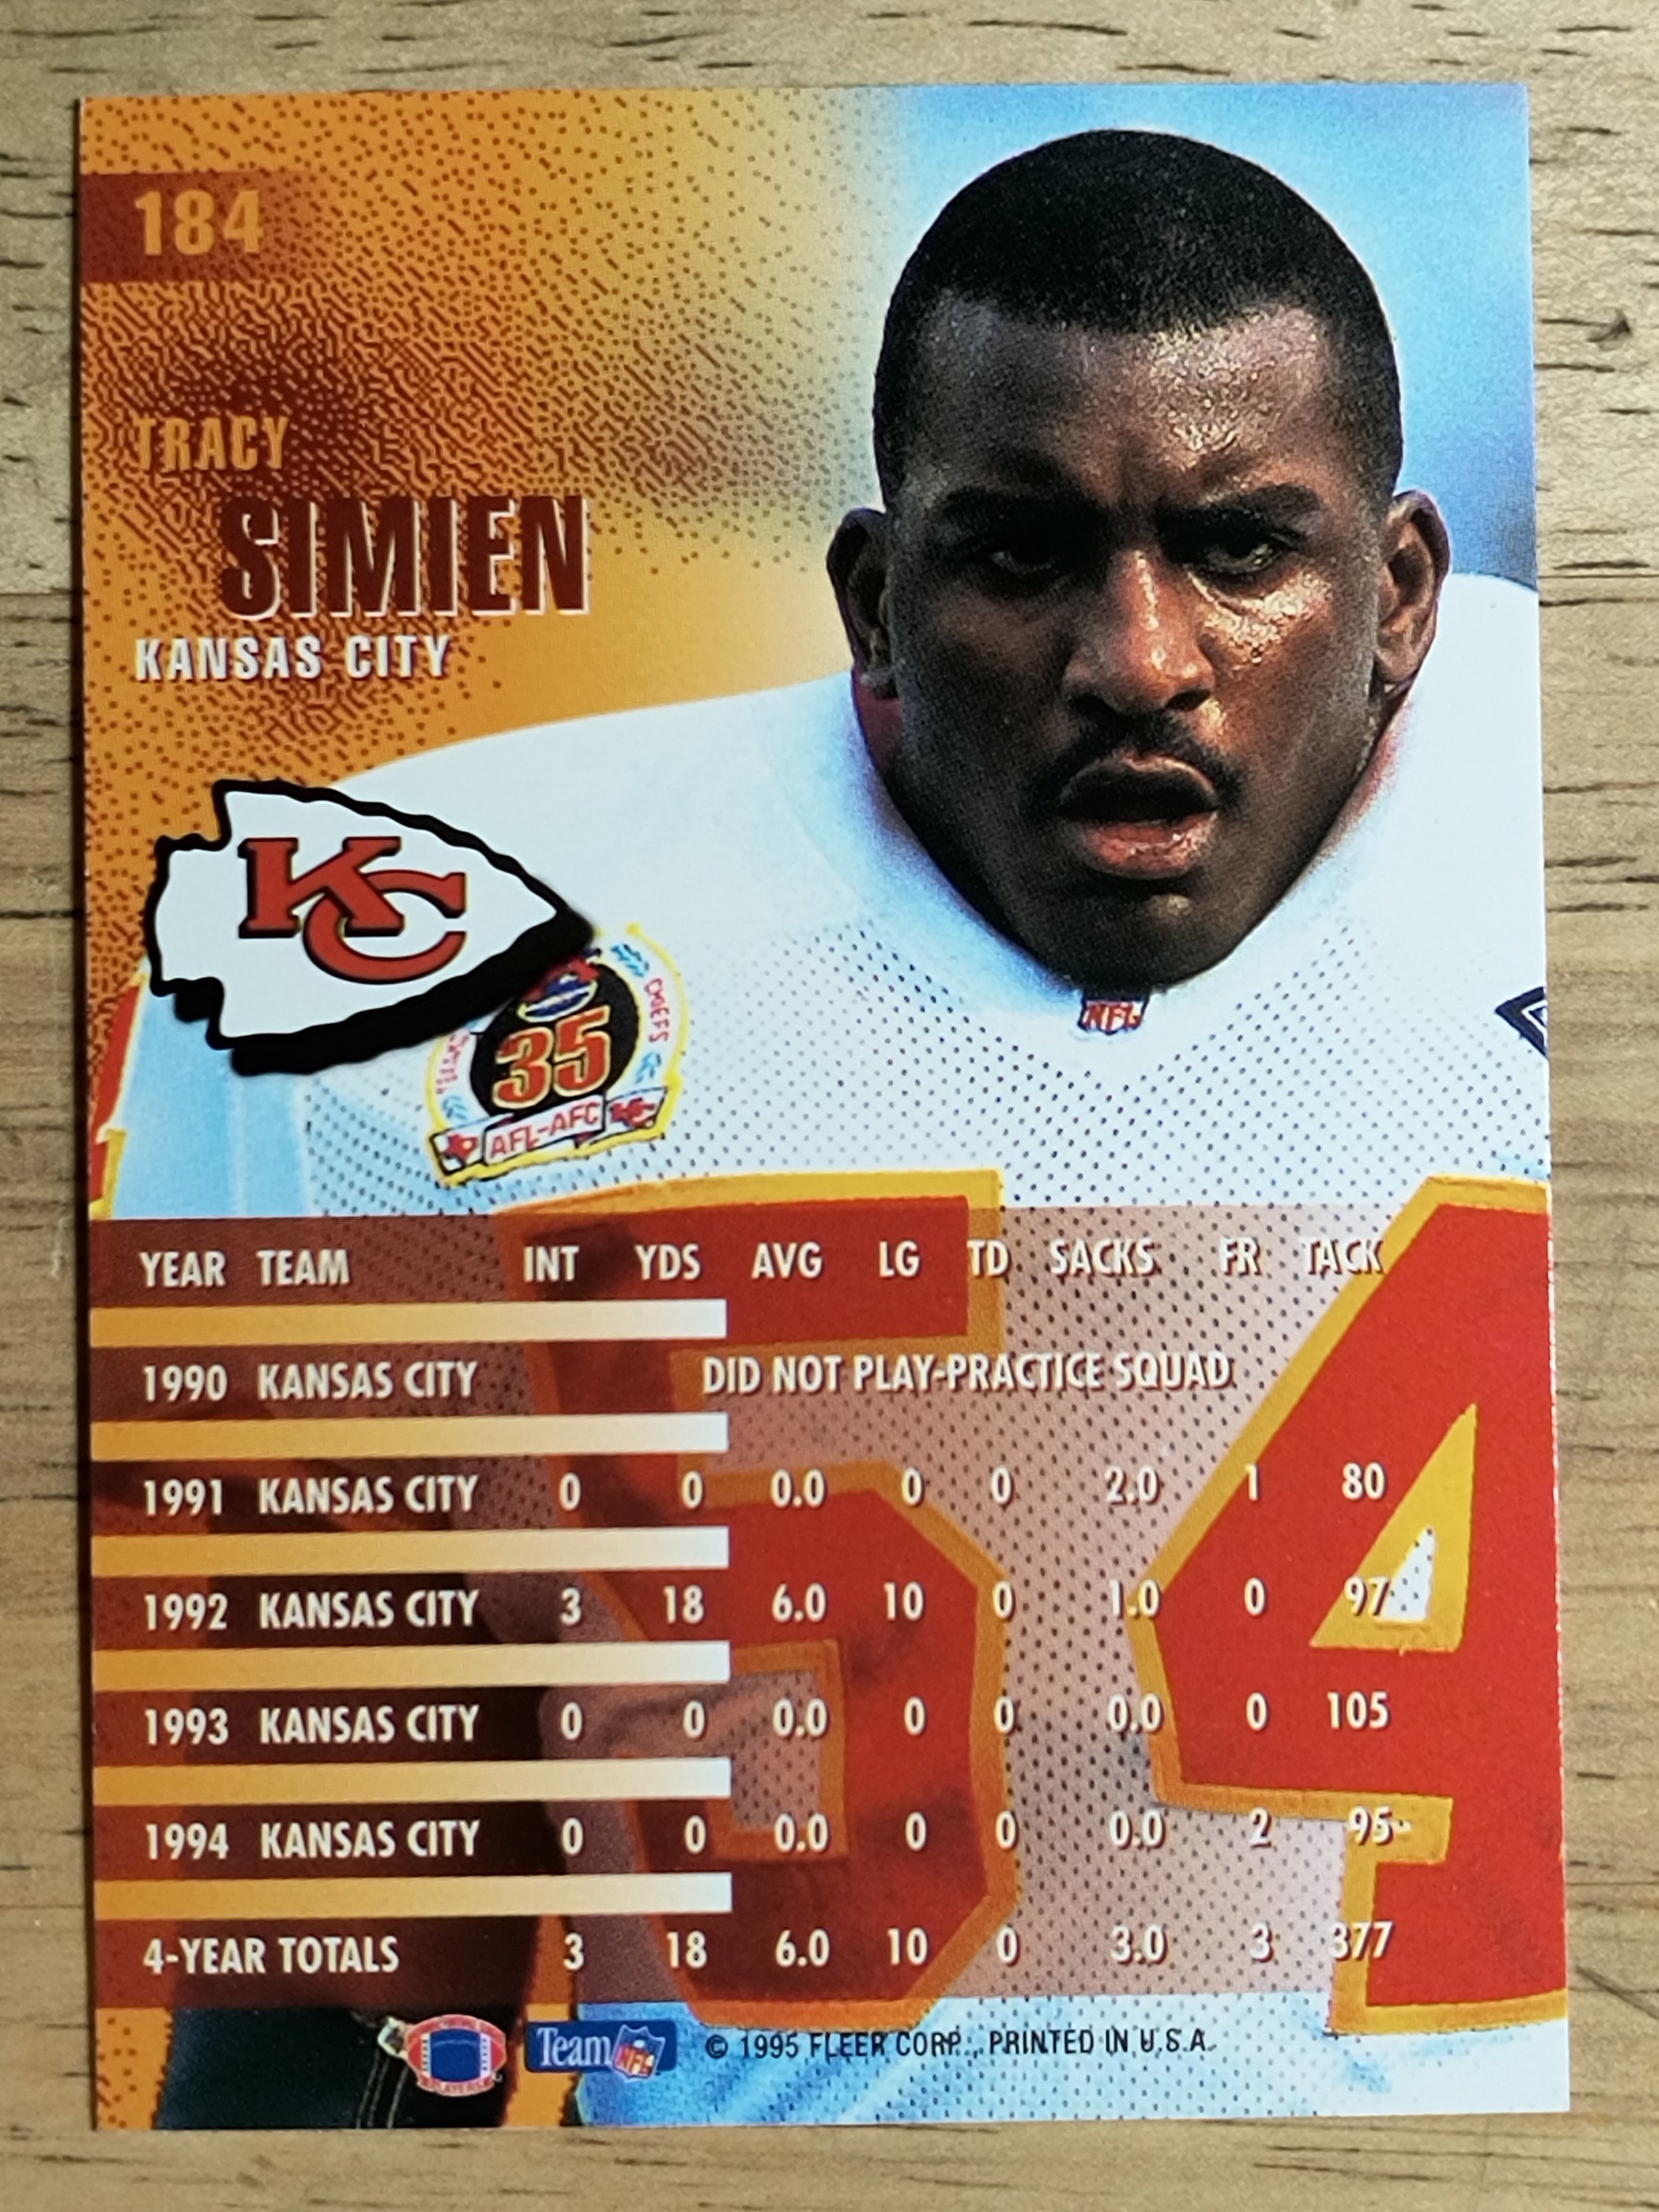 184
TRACY
SIMIEN
KANSAS CITY
KC
CHIEFS
35
AFL-AFC
NFL
54
YEAR TEAM INT YDS AVG LG TD SACKS FR TACK
1990 KANSAS CITY DID NOT PLAY-PRACTICE SQUAD
1991 KANSAS CITY 0 0 0.0 0 0 2.0 1 80
1992 KANSAS CITY 3 18 6.0 10 0 1.0 0 97
1993 KANSAS CITY 0 0 0.0 0 0 0.0 0 105
1994 KANSAS CITY 0 0 0.0 0 0 0.0 2 95
4-YEAR TOTALS 3 18 6.0 10 0 3.0 3 377
PLAYERS Team NFL © 1995 FLEER CORP., PRINTED IN U.S.A.